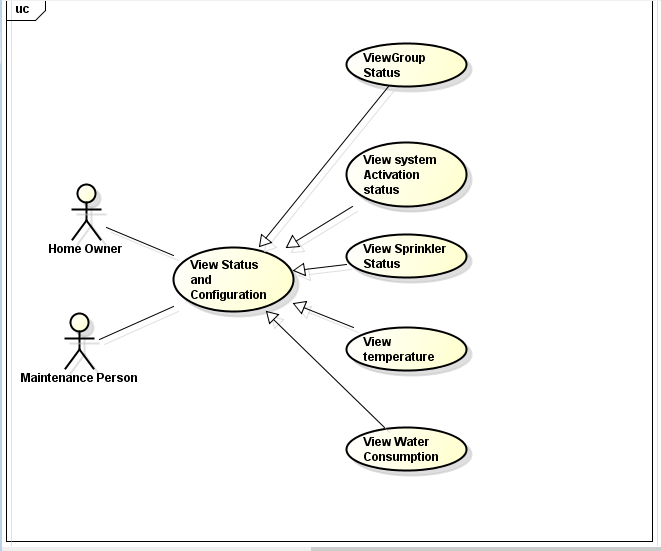 uc
ViewGroup
Status
View system
Activation
status
Home Owner
View Sprinkler
Status
View Status
and
Configuration
View
temperature
Maintenance Person
View Water
Consumption